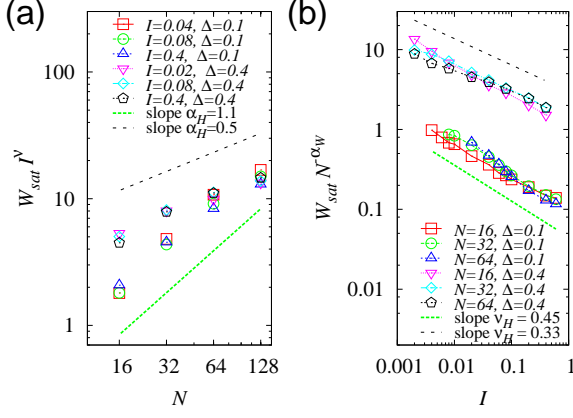 (a)
300
100
10
1
16
32
64
128
N
W_sat I^ν
I=0.04, Δ=0.1
I=0.08, Δ=0.1
I=0.4, Δ=0.1
I=0.02, Δ=0.4
I=0.08, Δ=0.4
I=0.4, Δ=0.4
slope α_H=1.1
slope α_H=0.5
(b)
10
1
0.1
0.01
0.001
0.01
0.1
1
I
W_sat N^-α_W
N=16, Δ=0.1
N=32, Δ=0.1
N=64, Δ=0.1
N=16, Δ=0.4
N=32, Δ=0.4
N=64, Δ=0.4
slope ν_H = 0.45
slope ν_H = 0.33